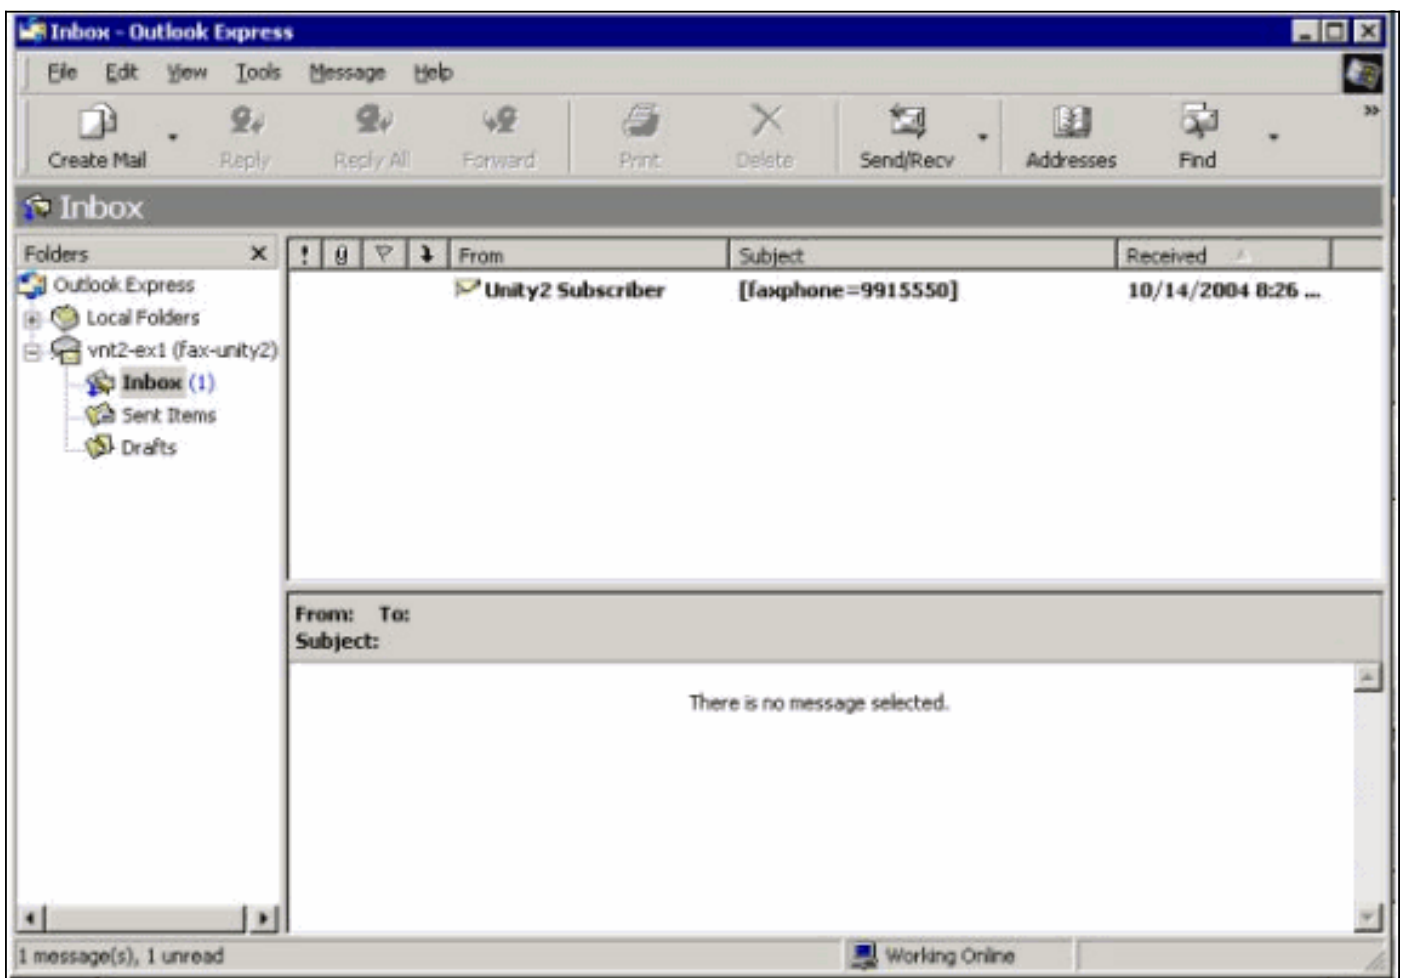 Inbox - Outlook Express
File Edit View Tools Message Help
Create Mail Reply Reply All Forward Print Delete Send/Recv Addresses Find »
Inbox
Folders
! From Subject Received
Outlook Express
Unity2 Subscriber [faxphone=9915550] 10/14/2004 8:26 ...
Local Folders
vnt2-ex1 (fax-unity2)
Inbox (1)
Sent Items
Drafts
From: To:
Subject:
There is no message selected.
1 message(s), 1 unread Working Online